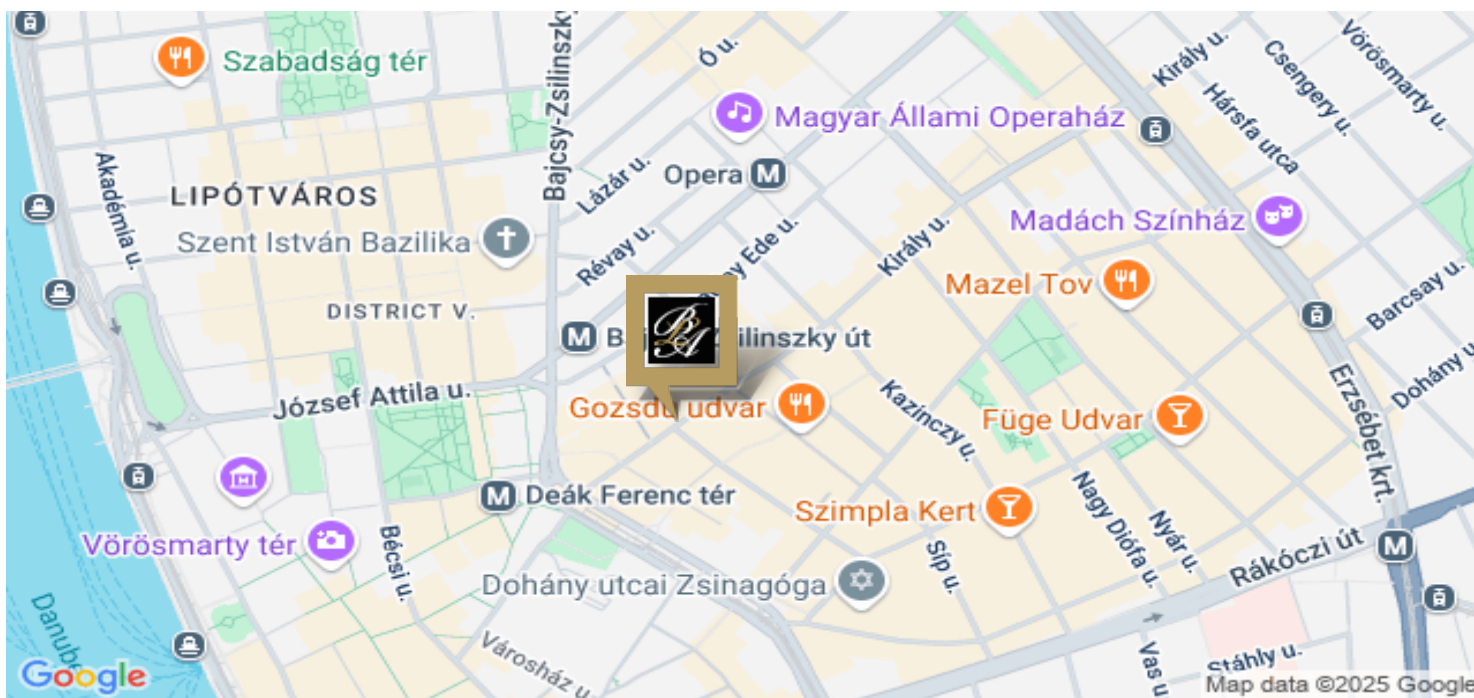 Szabadság tér
Bajcsy-Zsilinszky
Ó u.
Király u.
Csengery u.
Vörösmarty u.
Hársfa utca
Magyar Állami Operaház
Akadémia u.
Lázár u.
Opera M
LIPÓTVÁROS
Szent István Bazilika
Révay u.
Ede u.
Király u.
Madách Színház
Mazel Tov
Barcsay u.
DISTRICT V.
M
ilinszky út
József Attila u.
Gozsdu udvar
Kazinczy u.
Füge Udvar
Erzsébet krt.
Dohány u
M Deák Ferenc tér
Szimpla Kert
Nagy Diófa u.
Nyár u.
Vörösmarty tér
Bécsi u.
Síp u.
Rákóczi út M
Dohány utcai Zsinagóga
Danube
Városház u.
Vas u
Stáhly u.
Google
Map data ©2025 Google